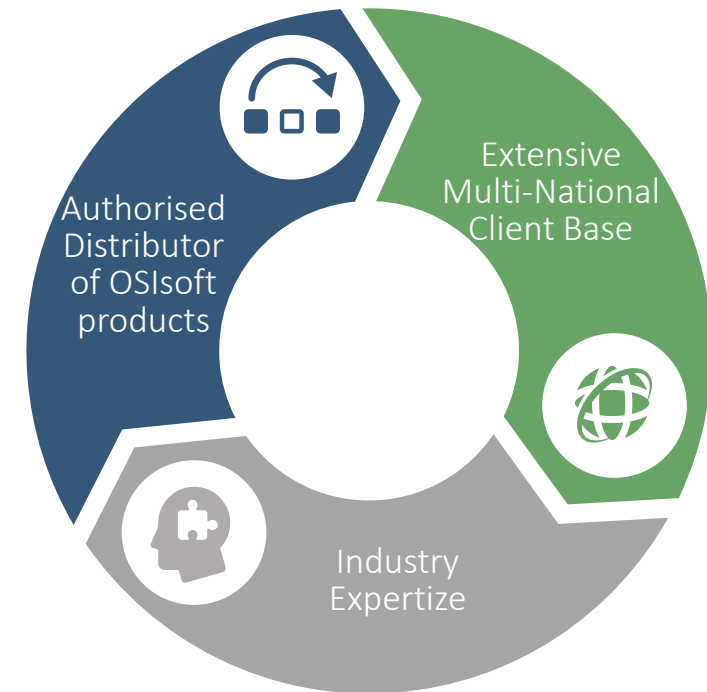 Authorised
Distributor
of OSIsoft
products
Extensive
Multi-National
Client Base
Industry
Expertize